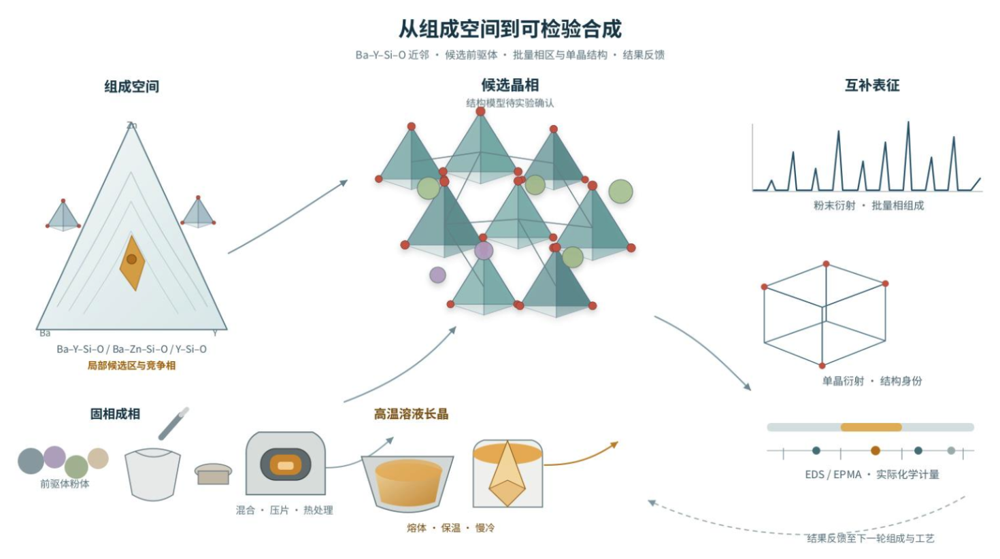 从组成空间到可检验合成
Ba–Y–Si–O 近邻 · 候选前驱体 · 批量相区与单晶结构 · 结果反馈
组成空间
Zn
Ba
Y
Ba–Y–Si–O / Ba–Zn–Si–O / Y–Si–O
局部候选区与竞争相
候选晶相
结构模型待实验确认
互补表征
粉末衍射 · 批量相组成
单晶衍射 · 结构身份
EDS / EPMA · 实际化学计量
结果反馈至下一轮组成与工艺
固相成相
前驱体粉体
混合 · 压片 · 热处理
高温溶液长晶
熔体 · 保温 · 慢冷